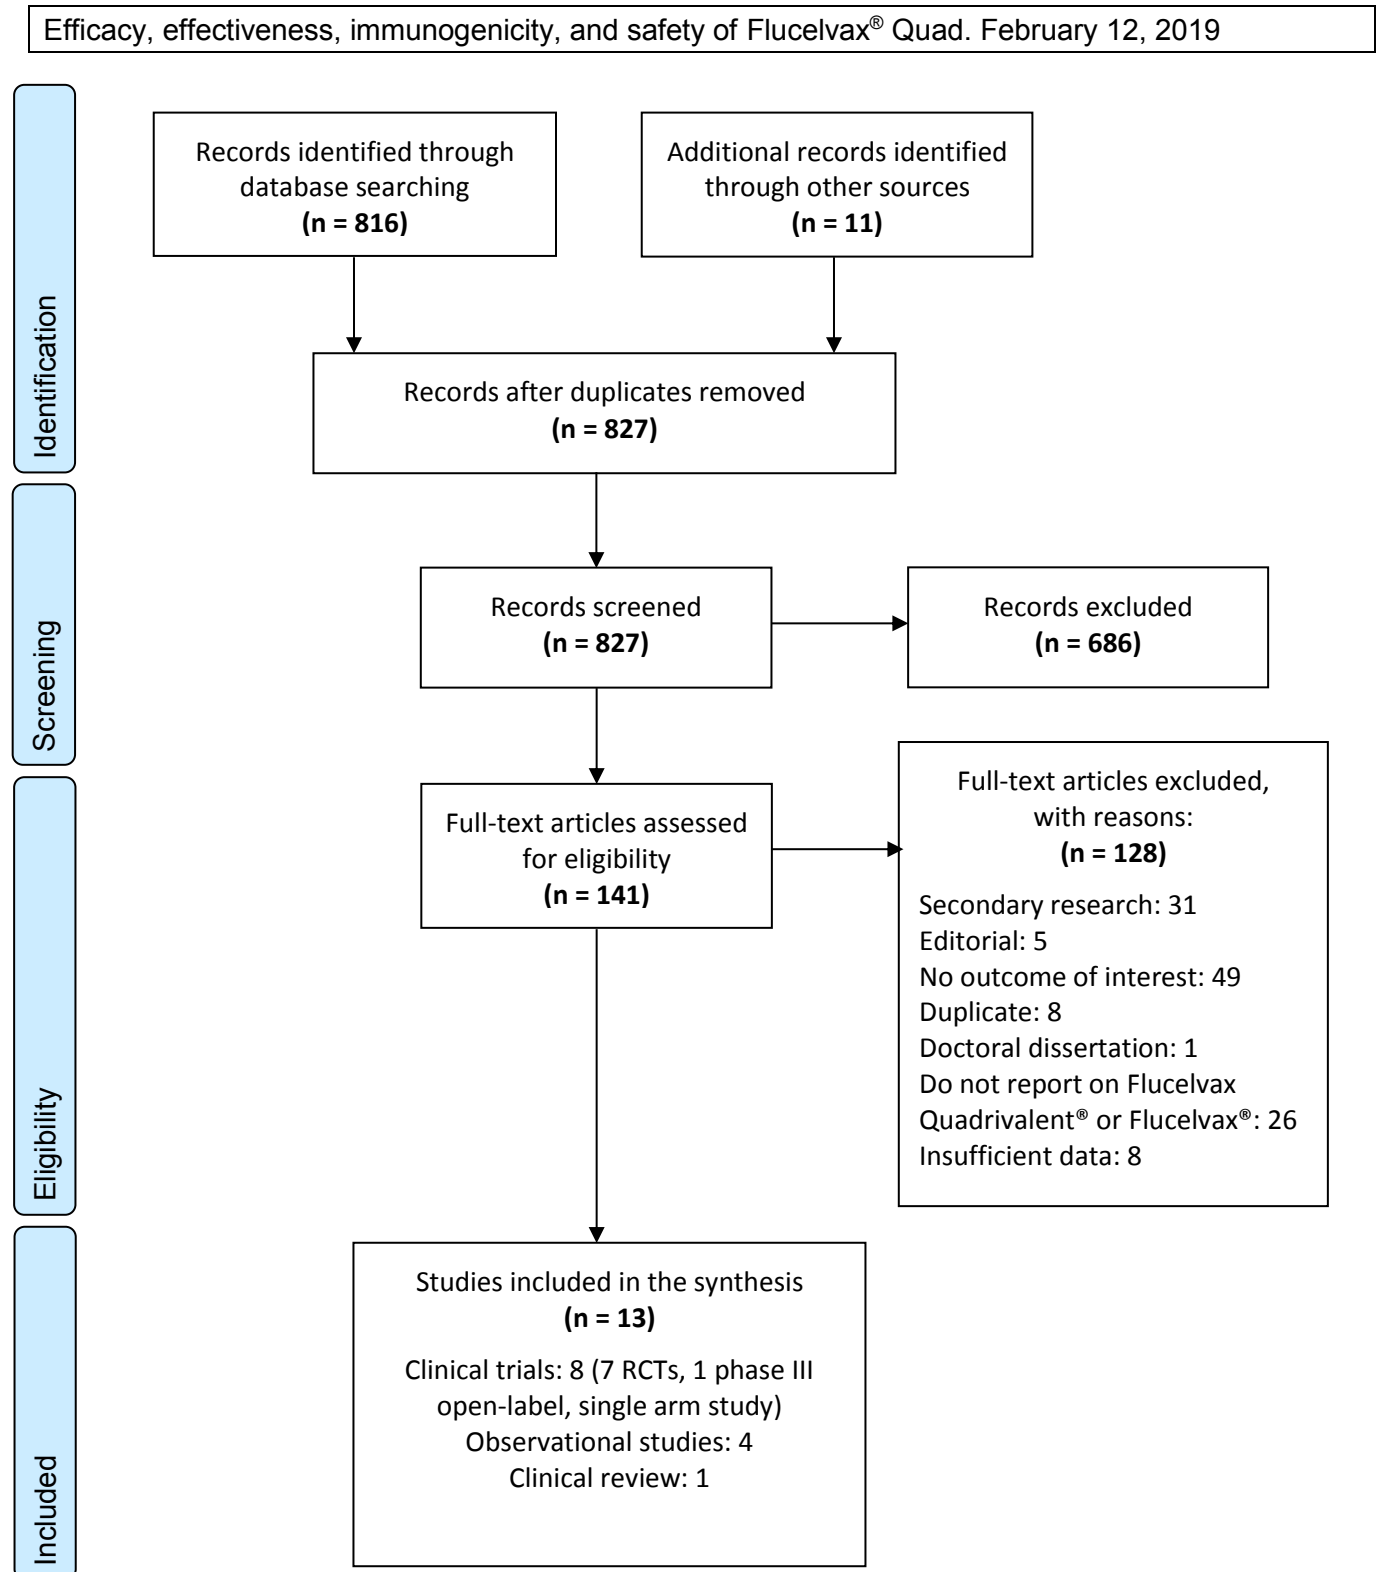 Efficacy, effectiveness, immunogenicity, and safety of Flucelvax® Quad. February 12, 2019
Identification
Records identified through
database searching
(n = 816)
Additional records identified
through other sources
(n = 11)
Records after duplicates removed
(n = 827)
Screening
Records screened
(n = 827)
Records excluded
(n = 686)
Eligibility
Full-text articles assessed
for eligibility
(n = 141)
Full-text articles excluded,
with reasons:
(n = 128)
Secondary research: 31
Editorial: 5
No outcome of interest: 49
Duplicate: 8
Doctoral dissertation: 1
Do not report on Flucelvax
Quadrivalent® or Flucelvax®: 26
Insufficient data: 8
Included
Studies included in the synthesis
(n = 13)
Clinical trials: 8 (7 RCTs, 1 phase III
open-label, single arm study)
Observational studies: 4
Clinical review: 1